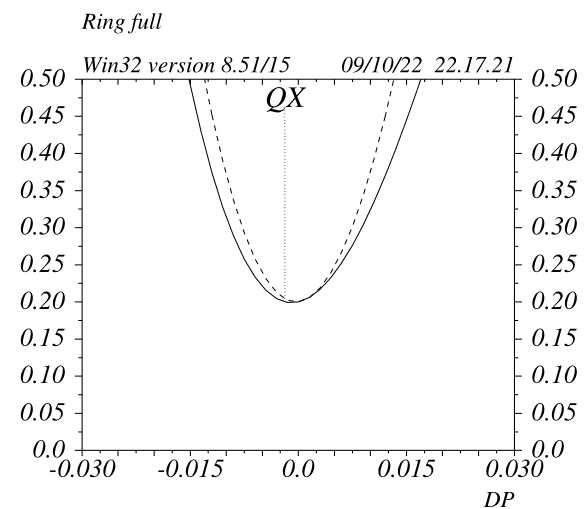 Ring full
Win32 version 8.51/15 09/10/22 22.17.21
QX
0.50 0.50
0.45 0.45
0.40 0.40
0.35 0.35
0.30 0.30
0.25 0.25
0.20 0.20
0.15 0.15
0.10 0.10
0.05 0.05
0.0 0.0
-0.030 -0.015 0.0 0.015 0.030
DP